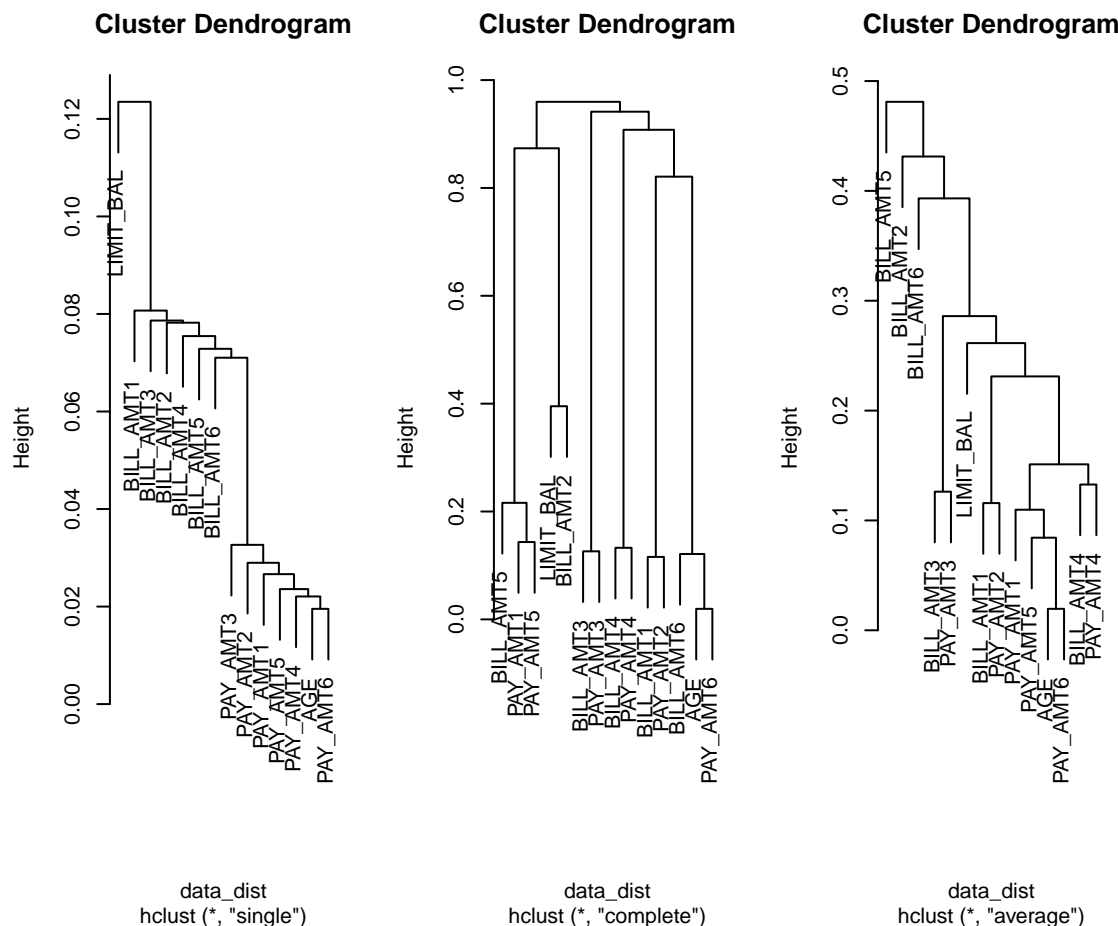 Cluster Dendrogram
0.00
0.02
0.04
0.06
0.08
0.10
0.12
Height
LIMIT_BAL
BILL_AMT1
BILL_AMT3
BILL_AMT2
BILL_AMT4
BILL_AMT5
BILL_AMT6
PAY_AMT3
PAY_AMT2
PAY_AMT1
PAY_AMT5
PAY_AMT4
AGE
PAY_AMT6
data_dist
hclust (*, "single")
Cluster Dendrogram
0.0
0.2
0.4
0.6
0.8
1.0
Height
BILL_AMT5
PAY_AMT1
PAY_AMT5
LIMIT_BAL
BILL_AMT2
BILL_AMT3
PAY_AMT3
BILL_AMT4
PAY_AMT4
BILL_AMT1
PAY_AMT2
BILL_AMT6
AGE
PAY_AMT6
data_dist
hclust (*, "complete")
Cluster Dendrogram
0.0
0.1
0.2
0.3
0.4
0.5
Height
BILL_AMT5
BILL_AMT2
BILL_AMT6
BILL_AMT3
PAY_AMT3
LIMIT_BAL
BILL_AMT1
PAY_AMT2
PAY_AMT1
PAY_AMT5
AGE
PAY_AMT6
BILL_AMT4
PAY_AMT4
data_dist
hclust (*, "average")